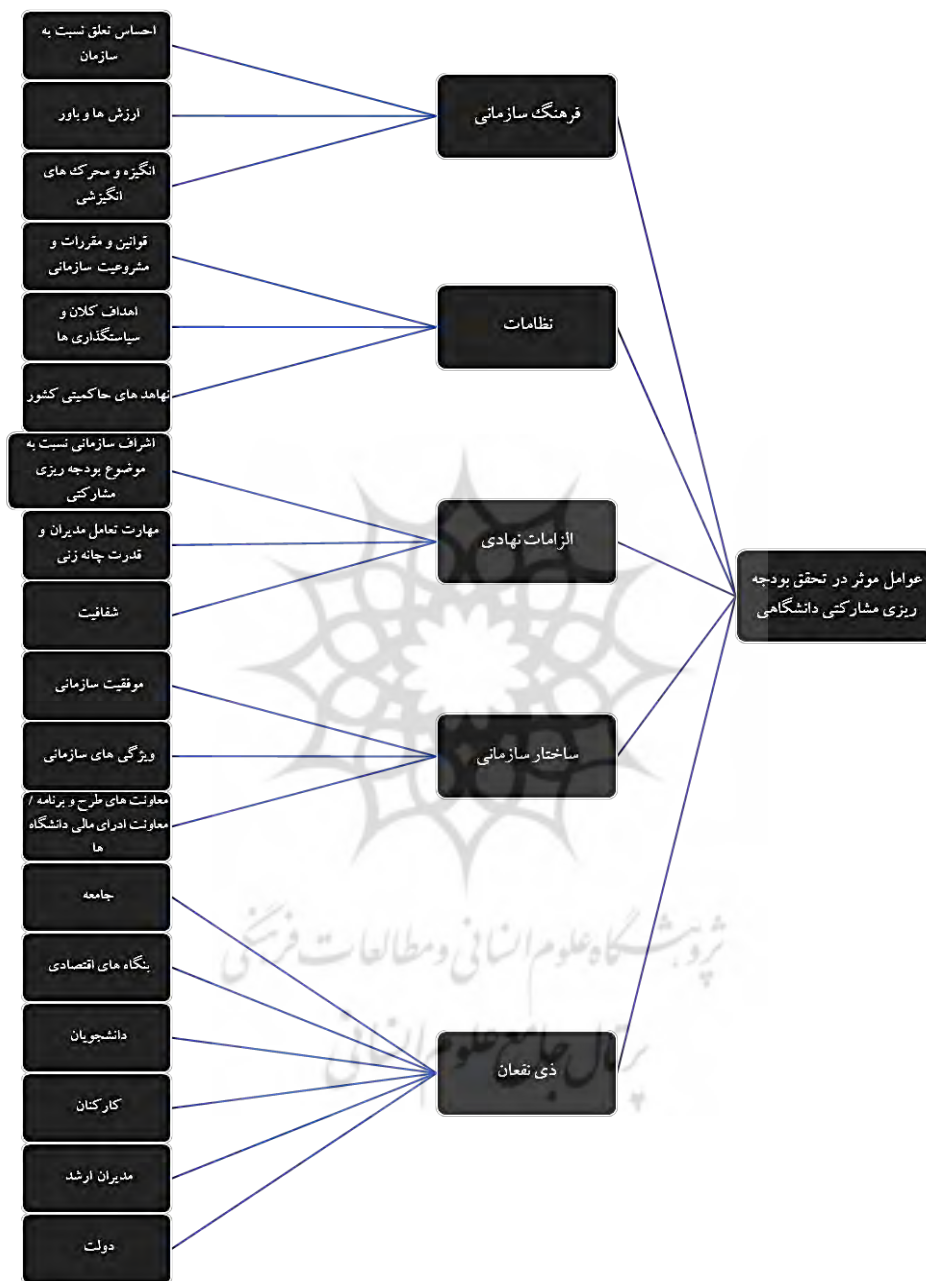 عوامل موثر در تحقق بودجه
ریزی مشارکتی دانشگاهی
فرهنگ سازمانی
احساس تعلق نسبت به
سازمان
ارزش ها و باور
انگیزه و محرک های
انگیزشی
نظامات
قوانین و مقررات و
مشروعیت سازمانی
اهداف کلان و
سیاستگذاری ها
نهاهد های حاکمیتی کشور
الزامات نهادی
اشراف سازمانی نسبت به
موضوع بودجه ریزی
مشارکتی
مهارت تعامل مدیران و
قدرت چانه زنی
شفافیت
ساختار سازمانی
موفقیت سازمانی
ویژگی های سازمانی
معاونت های طرح و برنامه /
معاونت ادرای مالی دانشگاه
ها
ذی نفعان
جامعه
بنگاه های اقتصادی
دانشجویان
کارکنان
مدیران ارشد
دولت
پژوهشگاه علوم انسانی و مطالعات فرهنگی
پرتال جامع علوم انسانی